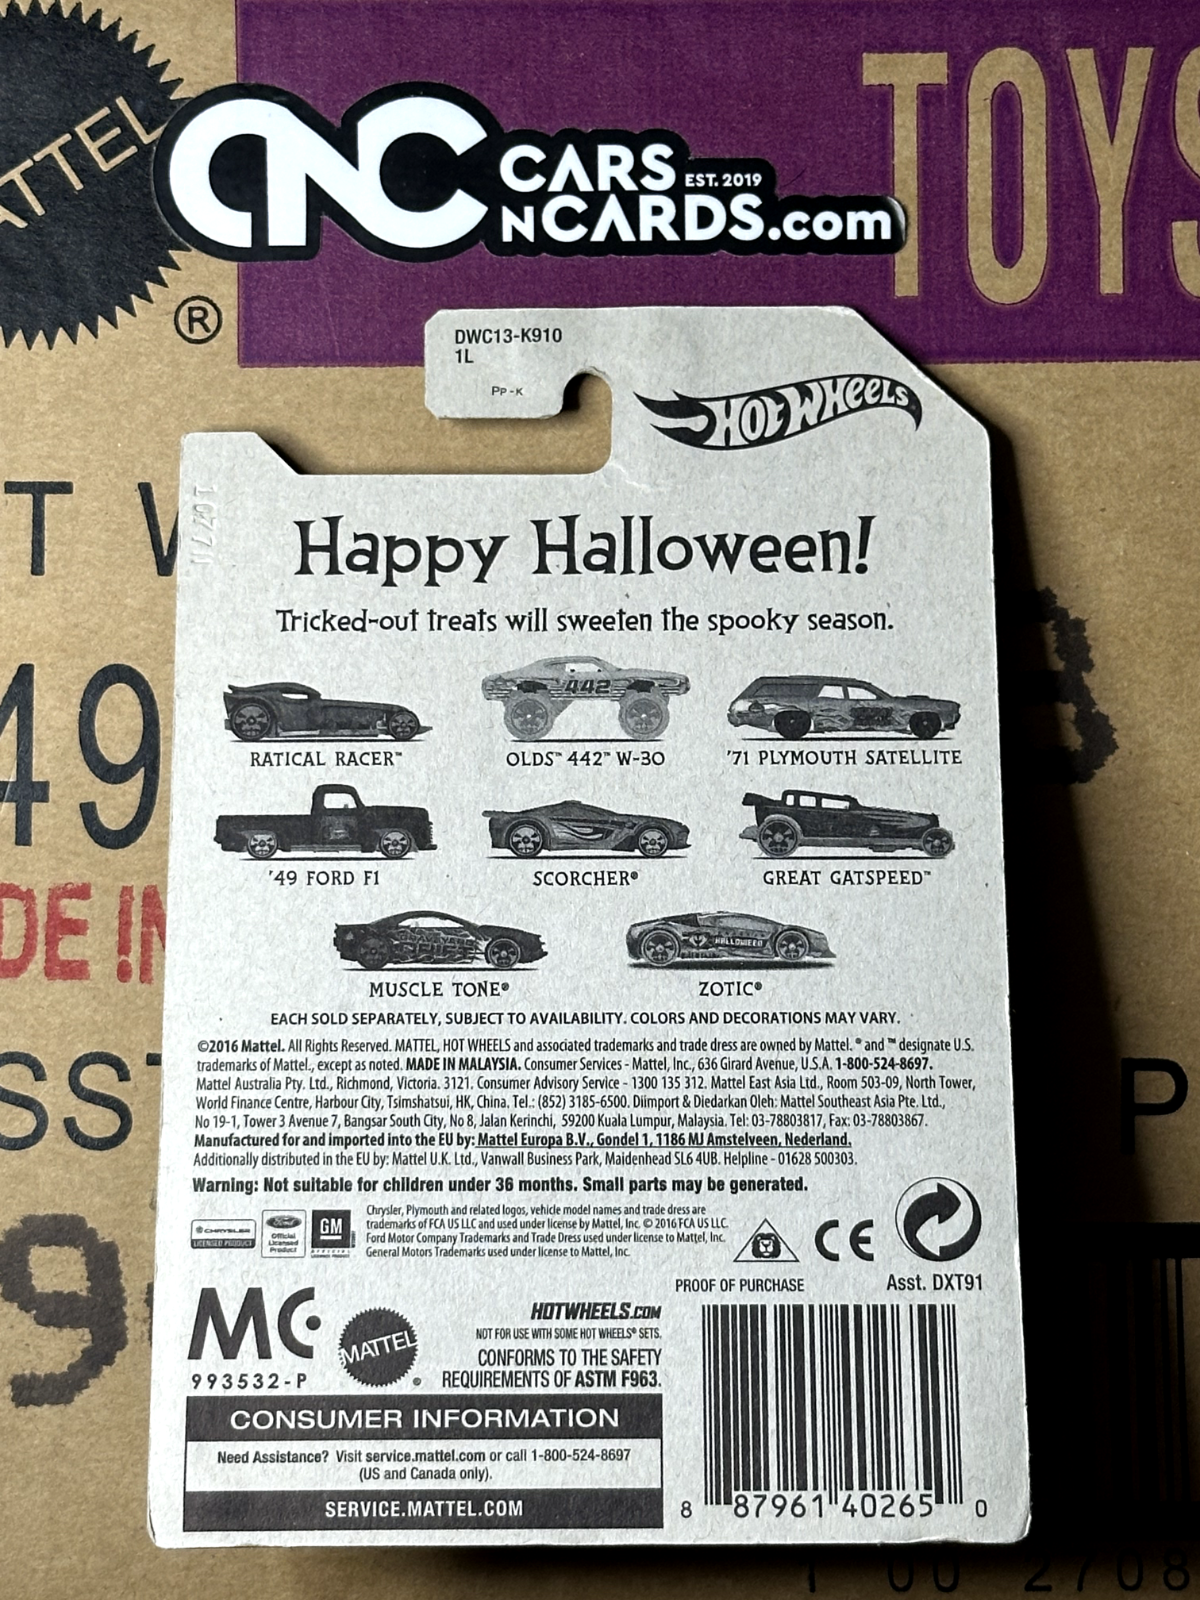 MATTEL
®
TOYS
CNC CARS EST. 2019
NCARDS.com
DWC13-K910
1L
PP-K
HOT WHEELS
10771
Happy Halloween!
Tricked-out treats will sweeten the spooky season.
442
RATICAL RACER™ OLDS™ 442™ W-30 '71 PLYMOUTH SATELLITE
'49 FORD F1 SCORCHER® GREAT GATSPEED™
HALLOWEEN
MUSCLE TONE® ZOTIC®
EACH SOLD SEPARATELY, SUBJECT TO AVAILABILITY. COLORS AND DECORATIONS MAY VARY.
©2016 Mattel. All Rights Reserved. MATTEL, HOT WHEELS and associated trademarks and trade dress are owned by Mattel. ® and ™ designate U.S.
trademarks of Mattel, except as noted. MADE IN MALAYSIA. Consumer Services - Mattel, Inc., 636 Girard Avenue, U.S.A. 1-800-524-8697.
Mattel Australia Pty. Ltd., Richmond, Victoria. 3121. Consumer Advisory Service - 1300 135 312. Mattel East Asia Ltd., Room 503-09, North Tower,
World Finance Centre, Harbour City, Tsimshatsui, HK, China. Tel.: (852) 3185-6500. Diimport & Diedarkan Oleh: Mattel Southeast Asia Pte. Ltd.,
No 19-1, Tower 3 Avenue 7, Bangsar South City, No 8, Jalan Kerinchi, 59200 Kuala Lumpur, Malaysia. Tel: 03-78803817, Fax: 03-78803867.
Manufactured for and imported into the EU by: Mattel Europa B.V., Gondel 1, 1186 MJ Amstelveen, Nederland.
Additionally distributed in the EU by: Mattel U.K. Ltd., Vanwall Business Park, Maidenhead SL6 4UB. Helpline - 01628 500303.
Warning: Not suitable for children under 36 months. Small parts may be generated.
CHRYSLER
LICENSED PRODUCT
Ford
Official
Licensed
Product
GM
Chrysler, Plymouth and related logos, vehicle model names and trade dress are
trademarks of FCA US LLC and used under license by Mattel, Inc. © 2016 FCA US LLC.
Ford Motor Company Trademarks and Trade Dress used under license to Mattel, Inc.
General Motors Trademarks used under license to Mattel, Inc.
CE
PROOF OF PURCHASE Asst. DXT91
MC
993532-P
MATTEL
HOTWHEELS.COM
NOT FOR USE WITH SOME HOT WHEELS® SETS.
CONFORMS TO THE SAFETY
REQUIREMENTS OF ASTM F963.
CONSUMER INFORMATION
Need Assistance? Visit service.mattel.com or call 1-800-524-8697
(US and Canada only).
SERVICE.MATTEL.COM
8 87961 40265 0